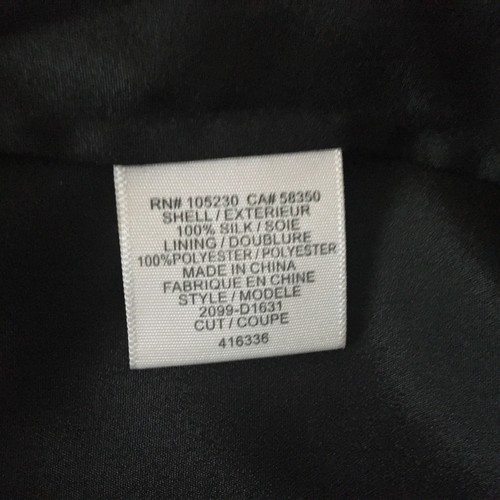 RN# 105230 CA# 58350
SHELL / EXTERIEUR
100% SILK / SOIE
LINING / DOUBLURE
100%POLYESTER / POLYESTER
MADE IN CHINA
FABRIQUE EN CHINE
STYLE / MODELE
2099-D1631
CUT / COUPE
416336